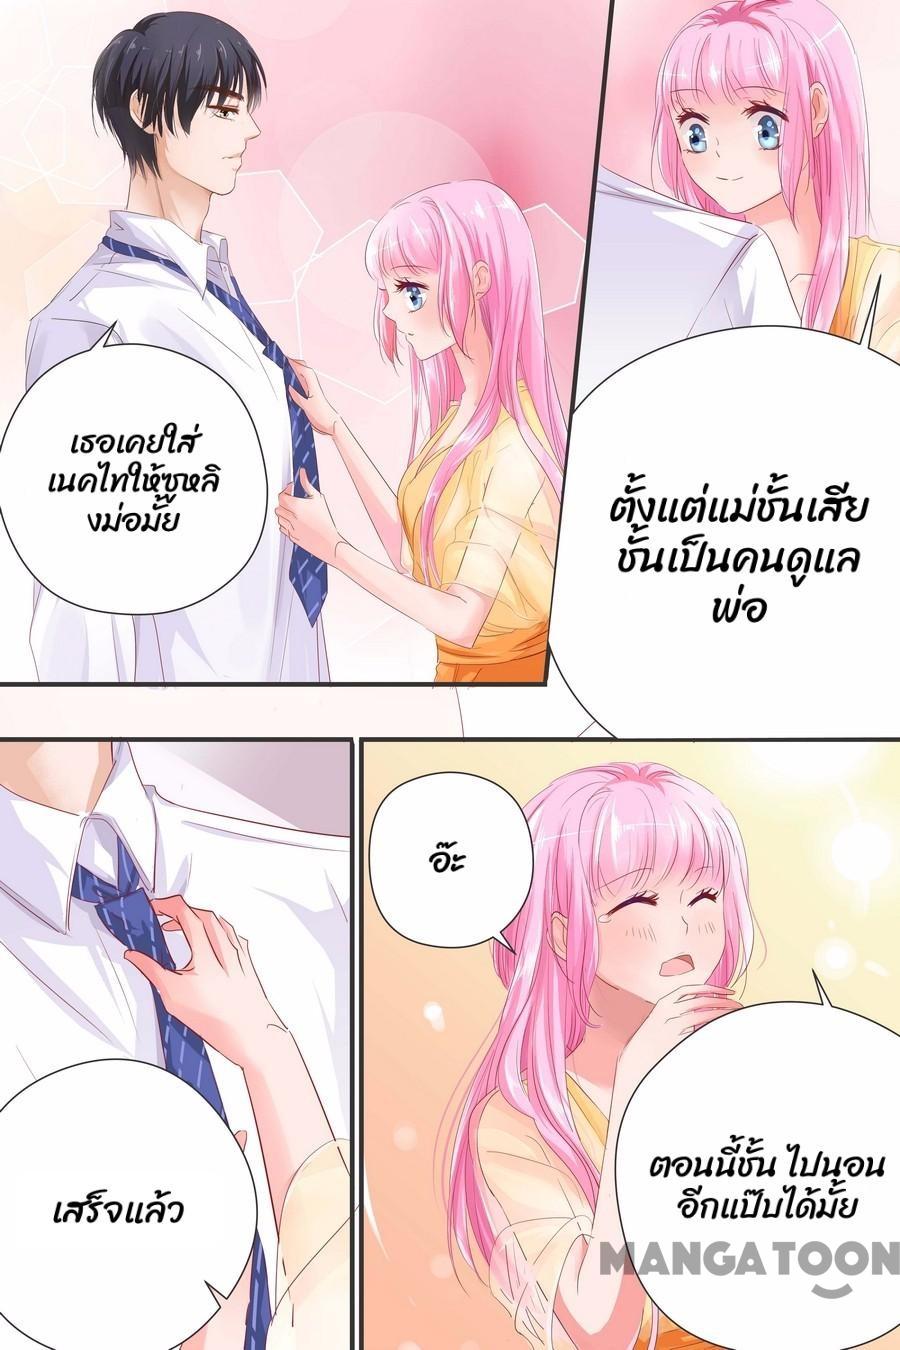 เธอเคยใส่
เนคไทให้ซูหลิ
งม่อมั้ย
ตั้งแต่แม่ชั้นเสีย
ชั้นเป็นคนดูแล
พ่อ
อ๊ะ
เสร็จแล้ว
ตอนนี้ชั้น ไปนอน
อีกแป๊บได้มั้ย
MANGATOON